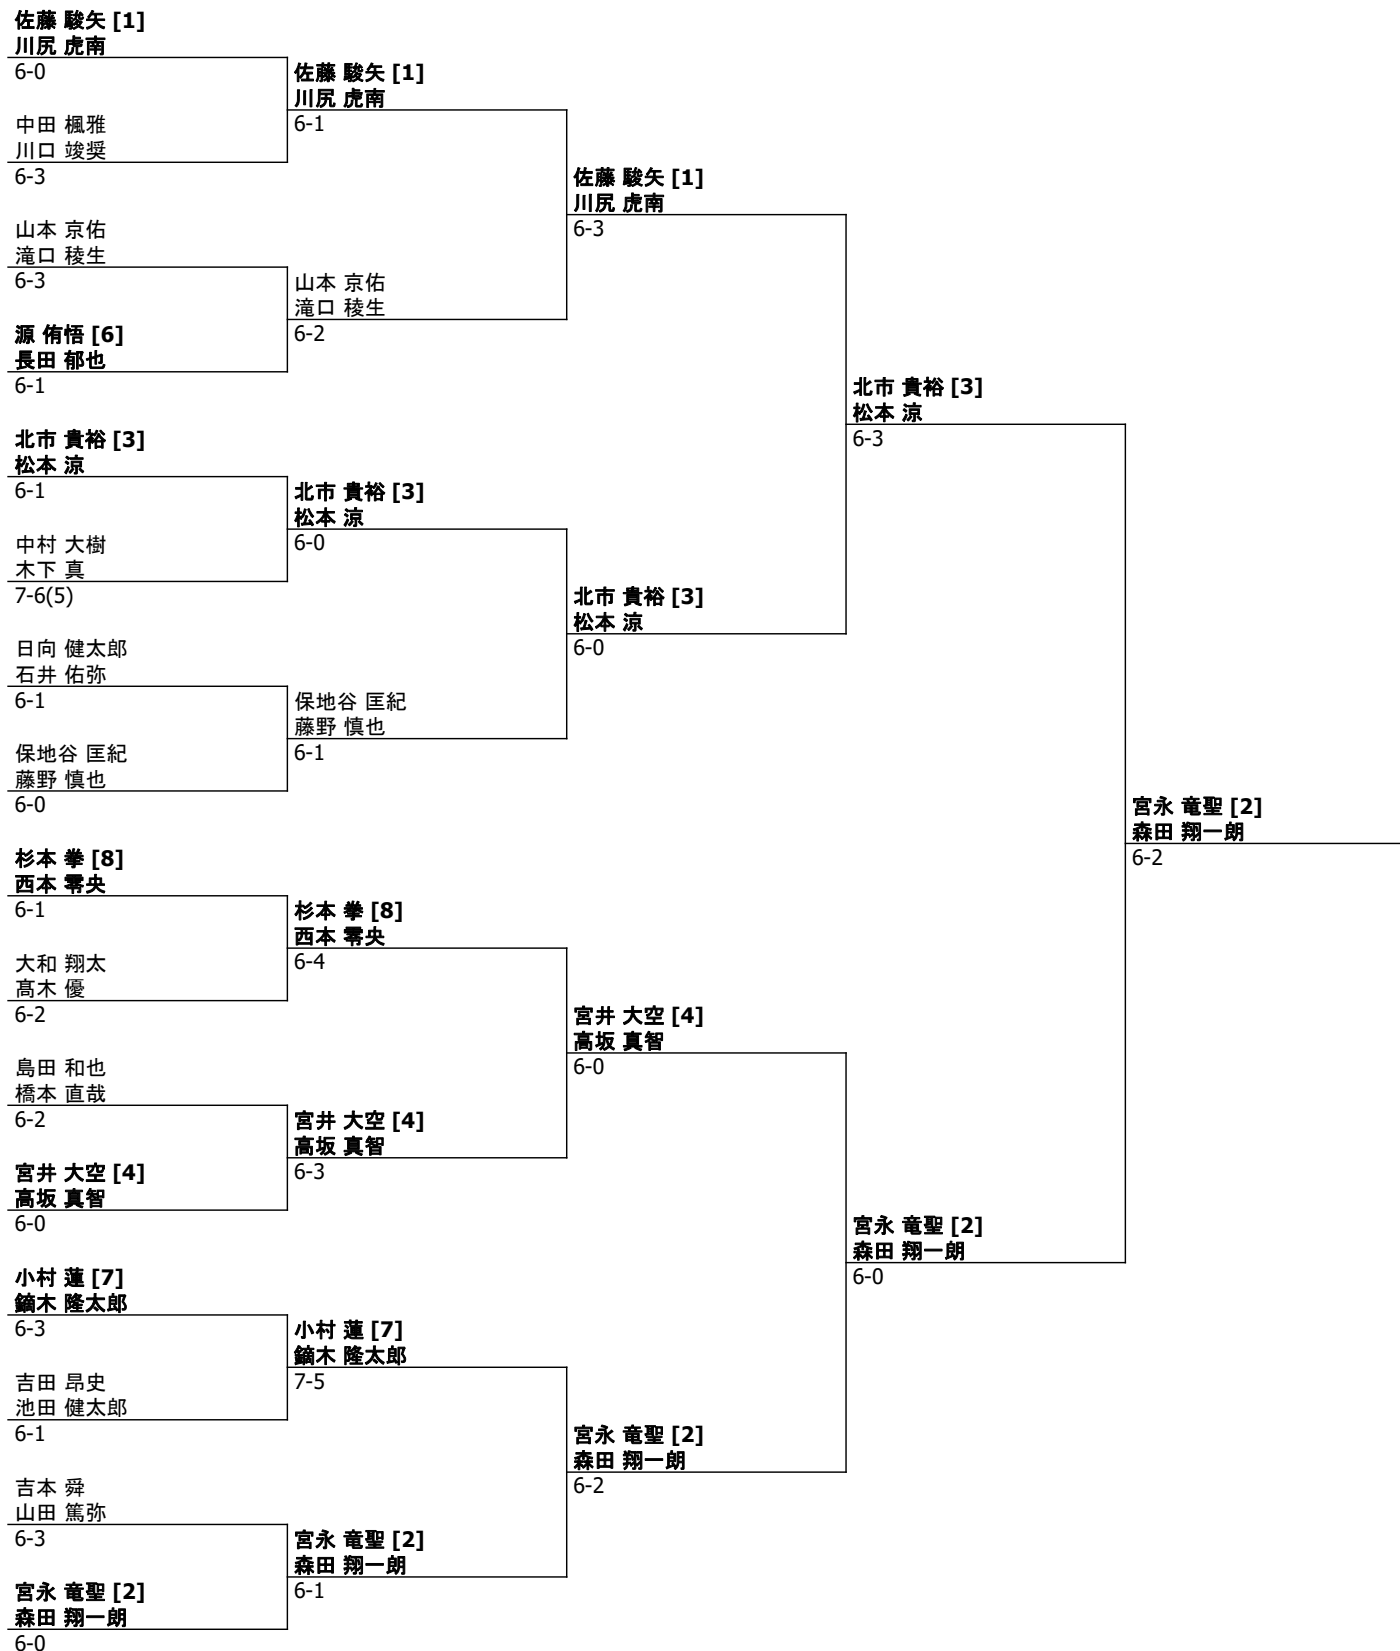 佐藤 駿矢 [1]
川尻 虎南
6-0
中田 楓雅
川口 竣奨
6-3
山本 京佑
滝口 稜生
6-3
源 侑悟 [6]
長田 郁也
6-1
北市 貴裕 [3]
松本 涼
6-1
中村 大樹
木下 真
7-6(5)
日向 健太郎
石井 佑弥
6-1
保地谷 匡紀
藤野 慎也
6-0
杉本 拳 [8]
西本 零央
6-1
大和 翔太
髙木 優
6-2
島田 和也
橋本 直哉
6-2
宮井 大空 [4]
高坂 真智
6-0
小村 蓮 [7]
鏑木 隆太郎
6-3
吉田 昂史
池田 健太郎
6-1
吉本 舜
山田 篤弥
6-3
宮永 竜聖 [2]
森田 翔一朗
6-0
佐藤 駿矢 [1]
川尻 虎南
6-1
山本 京佑
滝口 稜生
6-2
北市 貴裕 [3]
松本 涼
6-0
保地谷 匡紀
藤野 慎也
6-1
杉本 拳 [8]
西本 零央
6-4
宮井 大空 [4]
高坂 真智
6-3
小村 蓮 [7]
鏑木 隆太郎
7-5
宮永 竜聖 [2]
森田 翔一朗
6-1
佐藤 駿矢 [1]
川尻 虎南
6-3
北市 貴裕 [3]
松本 涼
6-0
宮井 大空 [4]
高坂 真智
6-0
宮永 竜聖 [2]
森田 翔一朗
6-2
北市 貴裕 [3]
松本 涼
6-3
宮永 竜聖 [2]
森田 翔一朗
6-0
宮永 竜聖 [2]
森田 翔一朗
6-2